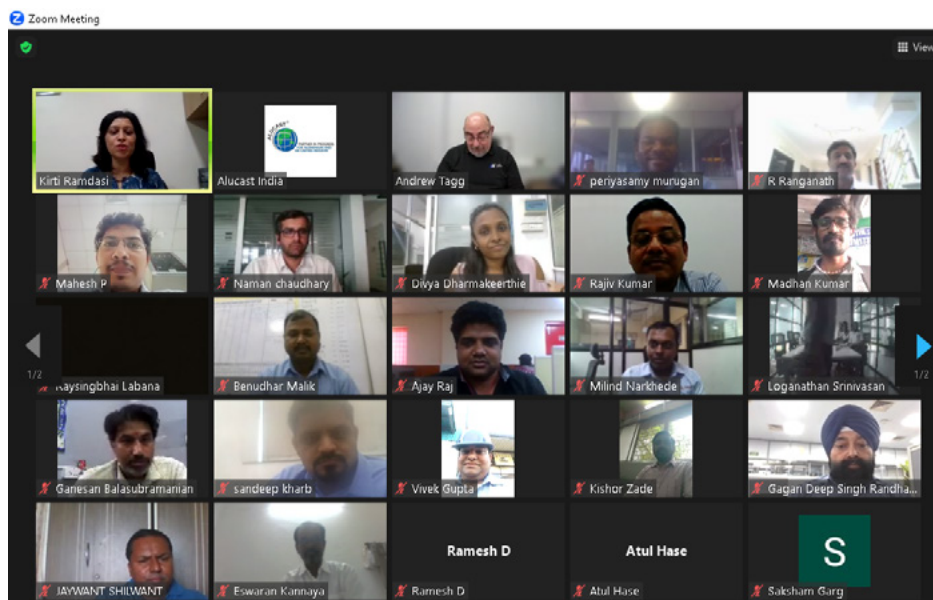 Zoom Meeting
View
Kirti Ramdasi
Alucast India
Andrew Tagg
periyasamy murugan
R Ranganath
Mahesh P
Naman chaudhary
Divya Dharmakeerthie
Rajiv Kumar
Madhan Kumar
1/2
Raysingbhai Labana
Benudhar Malik
Ajay Raj
Milind Narkhede
Loganathan Srinivasan
1/2
Ganesan Balasubramanian
sandeep kharb
Vivek Gupta
Kishor Zade
Gagan Deep Singh Randha...
Ramesh D
Atul Hase
S
JAYWANT SHILWANT
Eswaran Kannaya
Ramesh D
Atul Hase
Saksham Garg